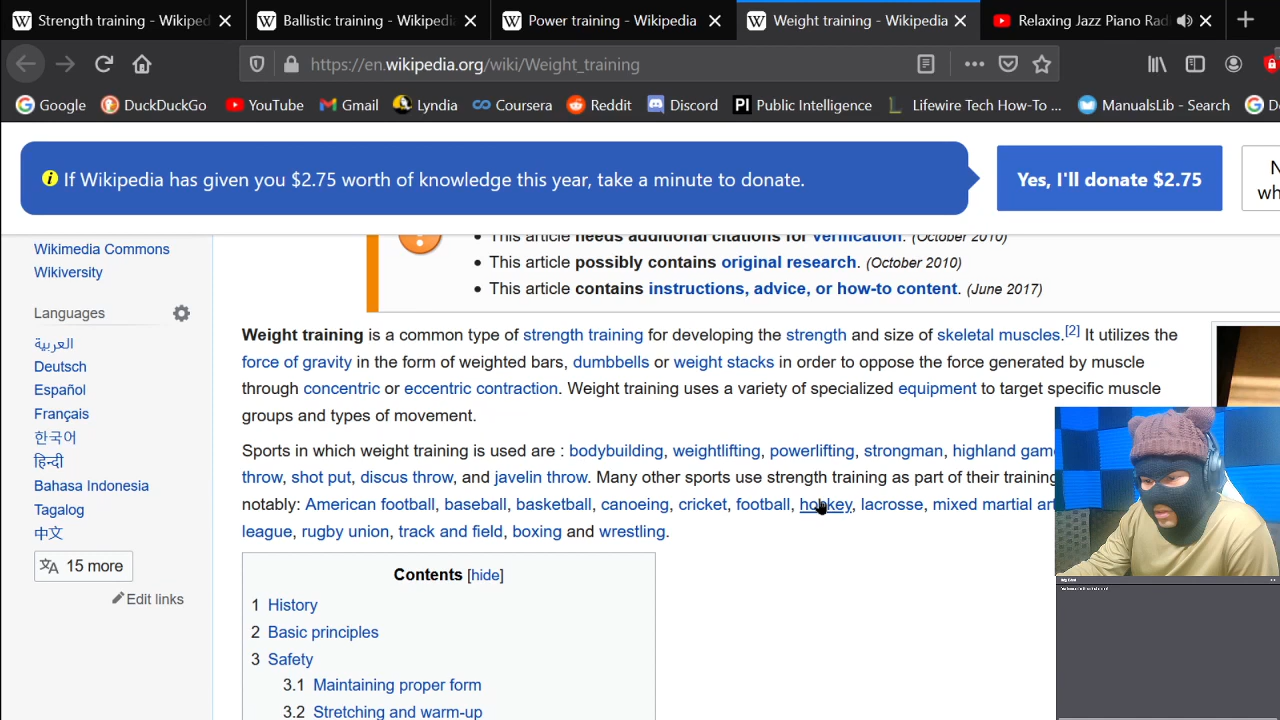 Strength training - Wikiped
Ballistic training - Wikipedi
Power training - Wikipedia
Weight training - Wikipedia
Relaxing Jazz Piano Rad
https://en.wikipedia.org/wiki/Weight_training
Google DuckDuckGo YouTube Gmail Lyndia Coursera Reddit Discord PI Public Intelligence Lifewire Tech How-To ... ManualsLib - Search
If Wikipedia has given you $2.75 worth of knowledge this year, take a minute to donate.
Yes, I'll donate $2.75
Wikimedia Commons
Wikiversity
Languages
العربية
Deutsch
Español
Français
한국어
हिन्दी
Bahasa Indonesia
Tagalog
中文
15 more
Edit links
• This article needs additional citations for verification. (October 2010)
• This article possibly contains original research. (October 2010)
• This article contains instructions, advice, or how-to content. (June 2017)
Weight training is a common type of strength training for developing the strength and size of skeletal muscles.[2] It utilizes the
force of gravity in the form of weighted bars, dumbbells or weight stacks in order to oppose the force generated by muscle
through concentric or eccentric contraction. Weight training uses a variety of specialized equipment to target specific muscle
groups and types of movement.
Sports in which weight training is used are : bodybuilding, weightlifting, powerlifting, strongman, highland game
throw, shot put, discus throw, and javelin throw. Many other sports use strength training as part of their training
notably: American football, baseball, basketball, canoeing, cricket, football, hockey, lacrosse, mixed martial art
league, rugby union, track and field, boxing and wrestling.
Contents [hide]
1 History
2 Basic principles
3 Safety
3.1 Maintaining proper form
3.2 Stretching and warm-up